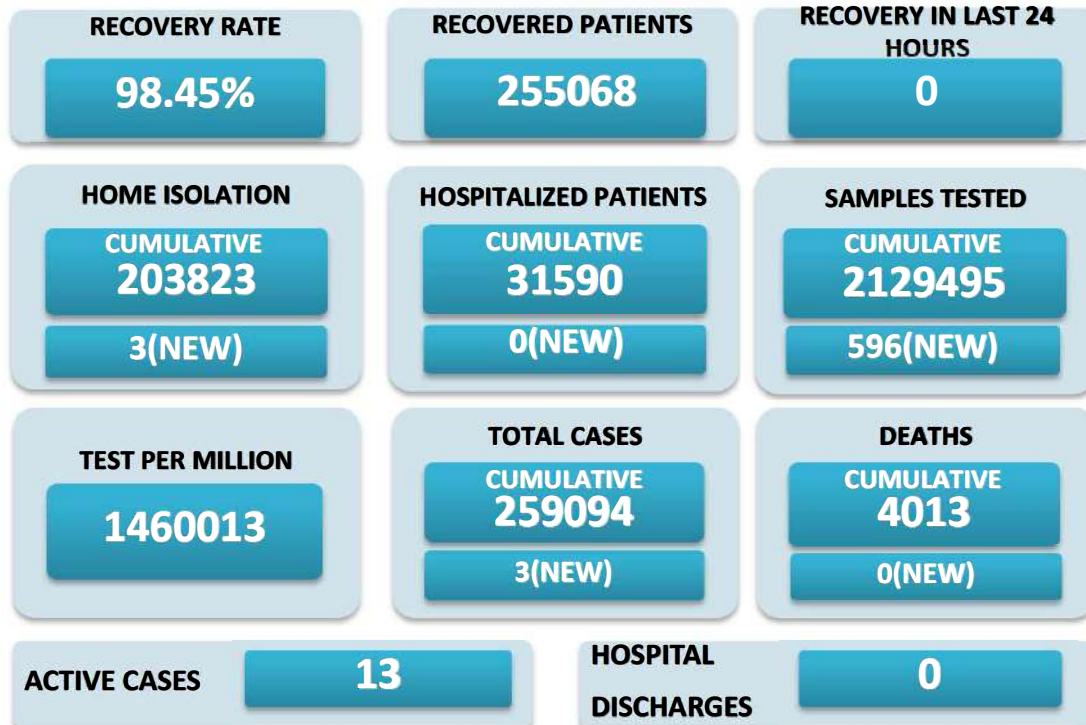 RECOVERY RATE
98.45%
RECOVERED PATIENTS
255068
RECOVERY IN LAST 24
HOURS
0
HOME ISOLATION
CUMULATIVE
203823
3(NEW)
HOSPITALIZED PATIENTS
CUMULATIVE
31590
0(NEW)
SAMPLES TESTED
CUMULATIVE
2129495
596(NEW)
TEST PER MILLION
1460013
TOTAL CASES
CUMULATIVE
259094
3(NEW)
DEATHS
CUMULATIVE
4013
0(NEW)
ACTIVE CASES
13
HOSPITAL
DISCHARGES
0